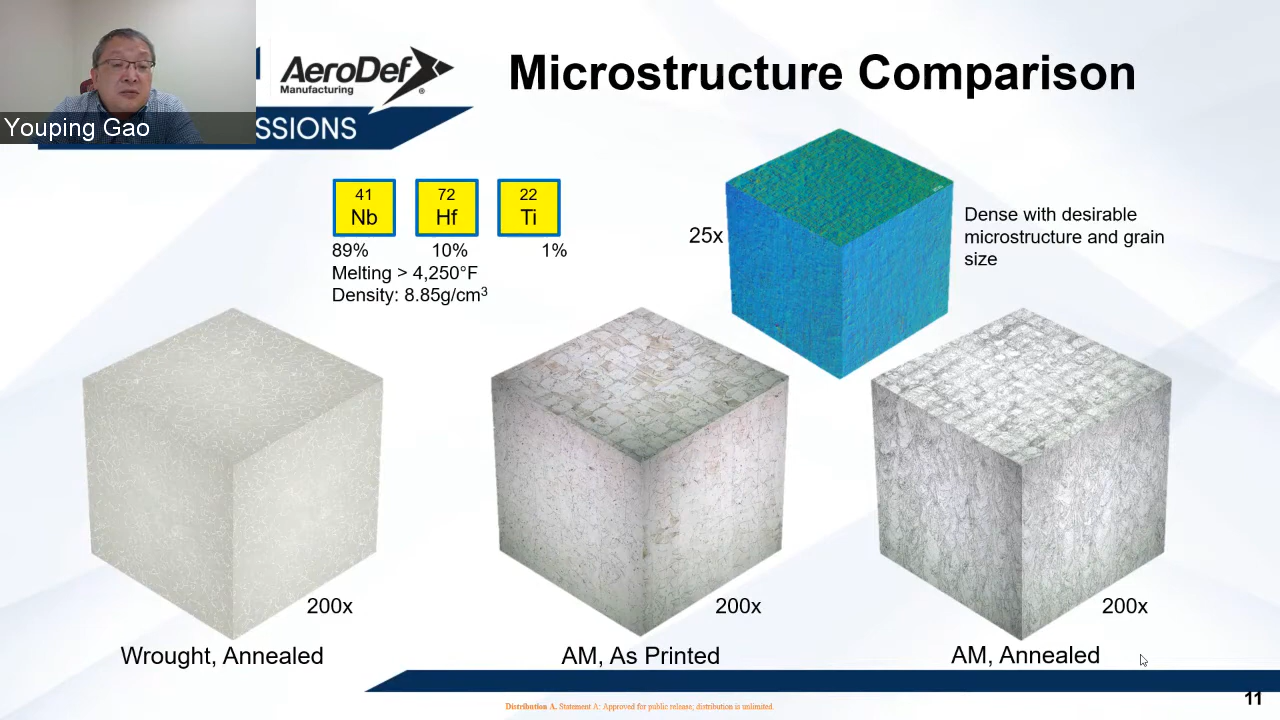 Youping Gao
AeroDef
Manufacturing
®
SSIONS
Microstructure Comparison
41
Nb
72
Hf
22
Ti
89%
10%
1%
Melting > 4,250°F
Density: 8.85g/cm³
25x
Dense with desirable
microstructure and grain
size
200x
200x
200x
Wrought, Annealed
AM, As Printed
AM, Annealed
Distribution A. Statement A: Approved for public release; distribution is unlimited.
11